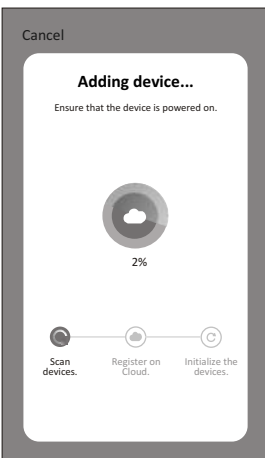 Cancel
Adding device...
Ensure that the device is powered on.
2%
Scan
devices.
Register on
Cloud.
Initialize the
devices.